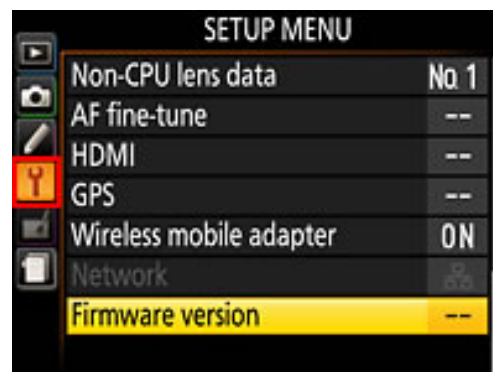 SETUP MENU
Non-CPU lens data No. 1
AF fine-tune --
HDMI --
GPS --
Wireless mobile adapter ON
Network
Firmware version --